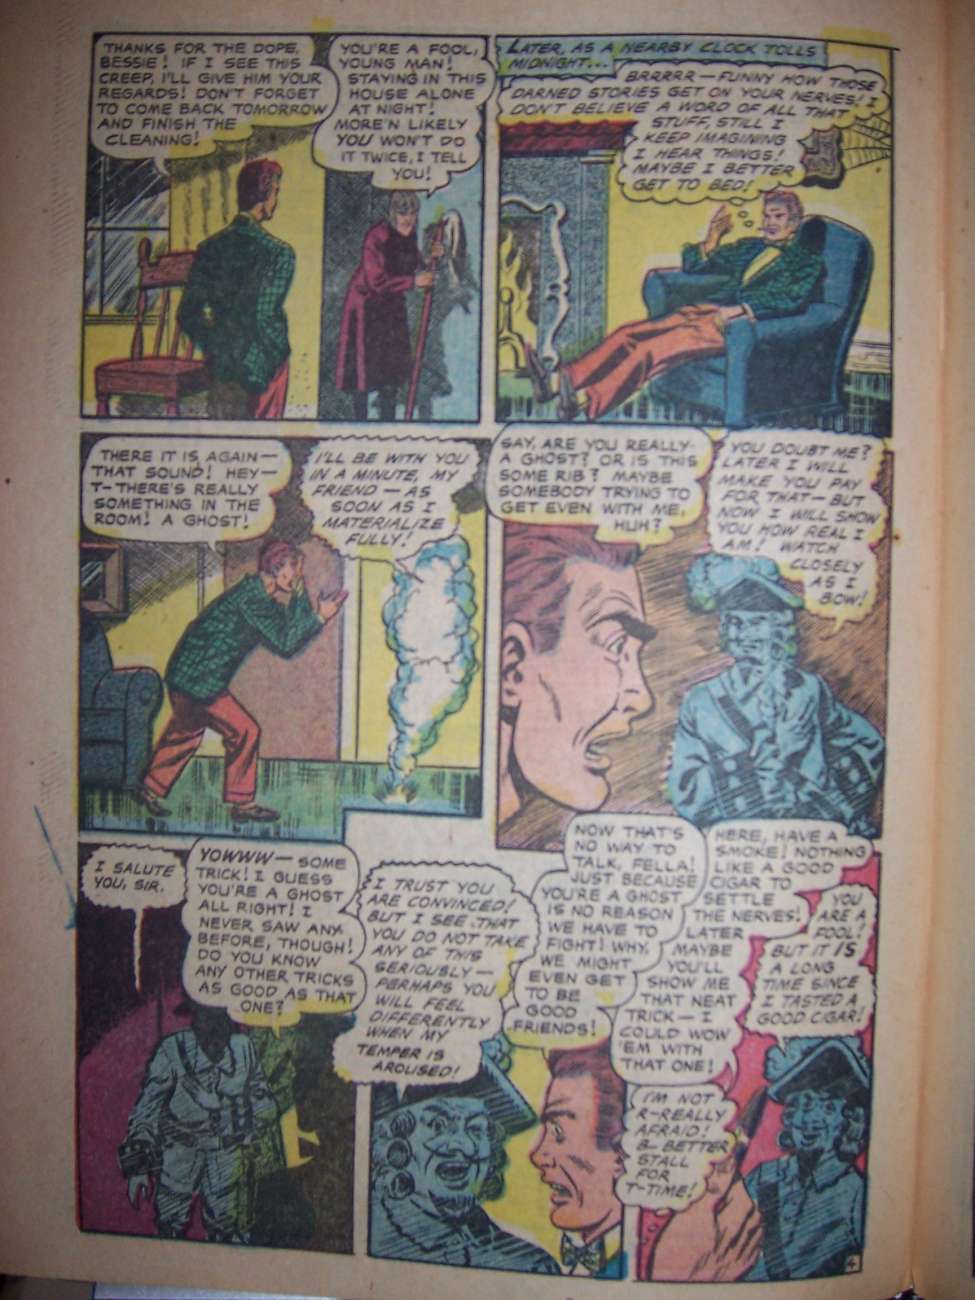 THANKS FOR THE DOPE,
BESSIE! IF I SEE THIS
CREEP, I'LL GIVE HIM YOUR
REGARDS! DON'T FORGET
TO COME BACK TOMORROW
AND FINISH THE
CLEANING!
YOU'RE A FOOL,
YOUNG MAN!
STAYING IN THIS
HOUSE ALONE
AT NIGHT!
MORE'N LIKELY
YOU WON'T DO
IT TWICE, I TELL
YOU!
LATER, AS A NEARBY CLOCK TOLLS
MIDNIGHT...
BRRRRR—FUNNY HOW THOSE
DARNED STORIES GET ON YOUR NERVES! I
DON'T BELIEVE A WORD OF ALL THAT
STUFF, STILL I
KEEP IMAGINING
I HEAR THINGS!
MAYBE I BETTER
GET TO BED!
THERE IT IS AGAIN—
THAT SOUND! HEY—
T-THERE'S REALLY
SOMETHING IN THE
ROOM! A GHOST!
I'LL BE WITH YOU
IN A MINUTE, MY
FRIEND—AS
SOON AS I
MATERIALIZE
FULLY!
SAY, ARE YOU REALLY
A GHOST? OR IS THIS
SOME RIB? MAYBE
SOMEBODY TRYING TO
GET EVEN WITH ME,
HUH?
YOU DOUBT ME?
LATER I WILL
MAKE YOU PAY
FOR THAT—BUT
NOW I WILL SHOW
YOU HOW REAL I
AM! WATCH
CLOSELY
AS I
BOW!
I SALUTE
YOU, SIR.
YOWWW—SOME
TRICK! I GUESS
YOU'RE A GHOST
ALL RIGHT! I
NEVER SAW ANY
BEFORE, THOUGH!
DO YOU KNOW
ANY OTHER TRICKS
AS GOOD AS THAT
ONE?
I TRUST YOU
ARE CONVINCED!
BUT I SEE THAT
YOU DO NOT TAKE
ANY OF THIS
SERIOUSLY—
PERHAPS YOU
WILL FEEL
DIFFERENTLY
WHEN MY
TEMPER IS
AROUSED!
NOW THAT'S
NO WAY TO
TALK, FELLA!
JUST BECAUSE
YOU'RE A GHOST
IS NO REASON
WE HAVE TO
FIGHT! WHY,
WE MIGHT
EVEN GET
TO BE
GOOD
FRIENDS!
HERE, HAVE A
SMOKE! NOTHING
LIKE A GOOD
CIGAR TO
SETTLE
THE NERVES!
LATER
MAYBE
YOU'LL
SHOW ME
THAT NEAT
TRICK—I
COULD WOW
'EM WITH
THAT ONE!
YOU
ARE A
FOOL!
BUT IT IS
A LONG
TIME SINCE
I TASTED A
GOOD CIGAR!
I'M NOT
R-REALLY
AFRAID!
B-BETTER
STALL
FOR
T-TIME!
4